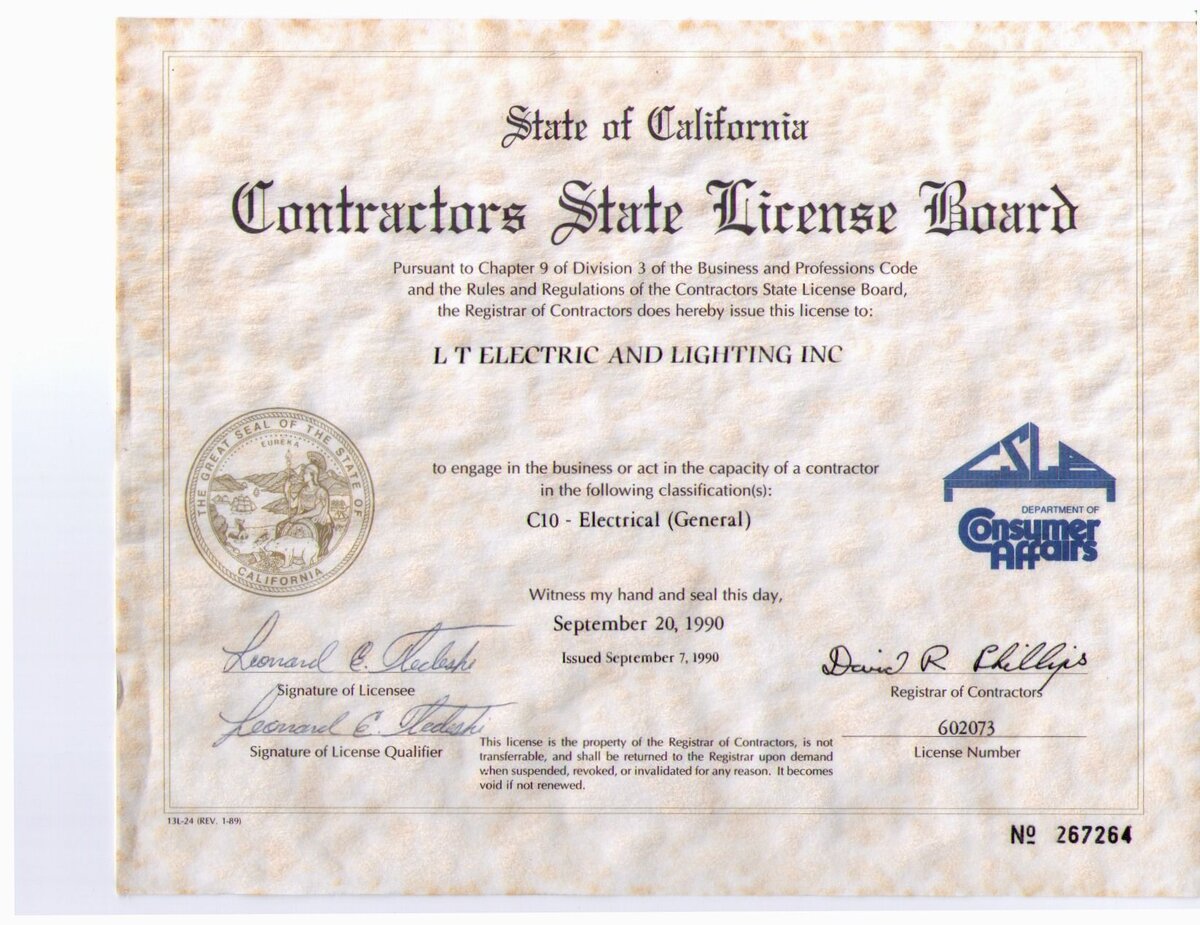 State of California
Contractors State License Board
Pursuant to Chapter 9 of Division 3 of the Business and Professions Code
and the Rules and Regulations of the Contractors State License Board,
the Registrar of Contractors does hereby issue this license to:
L T ELECTRIC AND LIGHTING INC
THE GREAT SEAL OF THE STATE OF CALIFORNIA
EUREKA
to engage in the business or act in the capacity of a contractor
in the following classification(s):
C10 - Electrical (General)
CSLB
DEPARTMENT OF
Consumer
Affairs
Witness my hand and seal this day,
September 20, 1990
Issued September 7, 1990
Leonard E.
Signature of Licensee
David R Phillips
Registrar of Contractors
Leonard E.
Signature of License Qualifier
602073
License Number
This license is the property of the Registrar of Contractors, is not
transferrable, and shall be returned to the Registrar upon demand
when suspended, revoked, or invalidated for any reason. It becomes
void if not renewed.
13L-24 (REV. 1-89)
Nº 267264